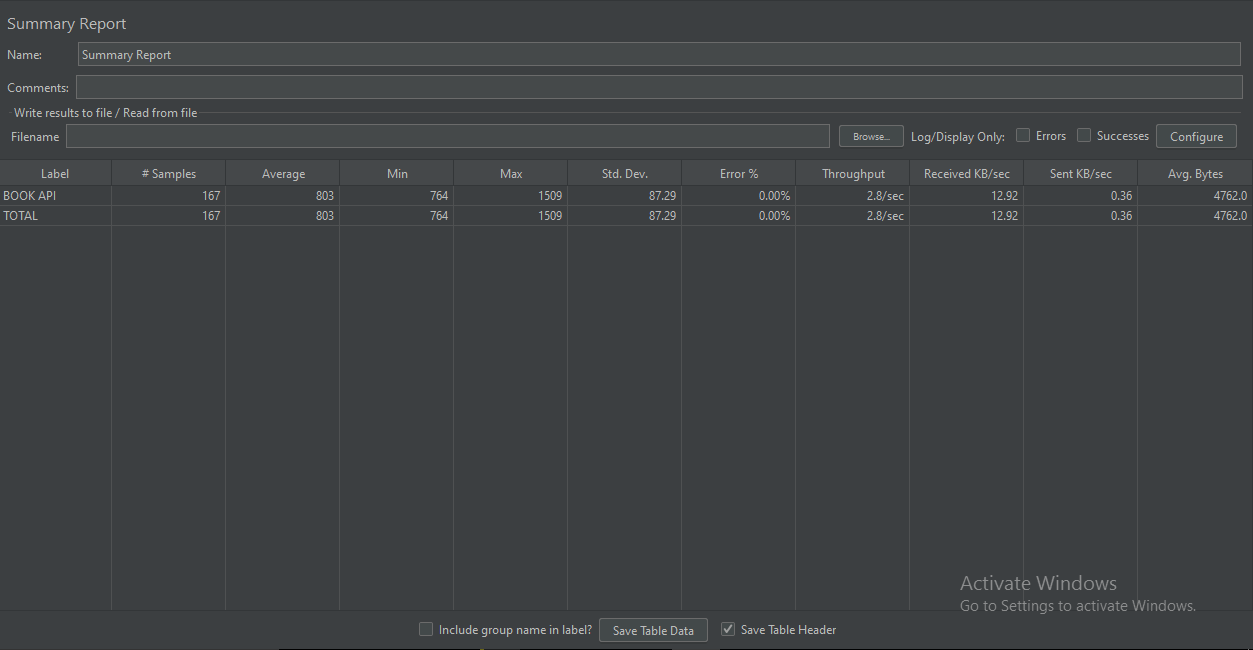 Summary Report
Name: Summary Report
Comments:
Write results to file / Read from file
Filename Browse... Log/Display Only: Errors Successes Configure
Label # Samples Average Min Max Std. Dev. Error % Throughput Received KB/sec Sent KB/sec Avg. Bytes
BOOK API 167 803 764 1509 87.29 0.00% 2.8/sec 12.92 0.36 4762.0
TOTAL 167 803 764 1509 87.29 0.00% 2.8/sec 12.92 0.36 4762.0
Activate Windows
Go to Settings to activate Windows.
Include group name in label? Save Table Data Save Table Header